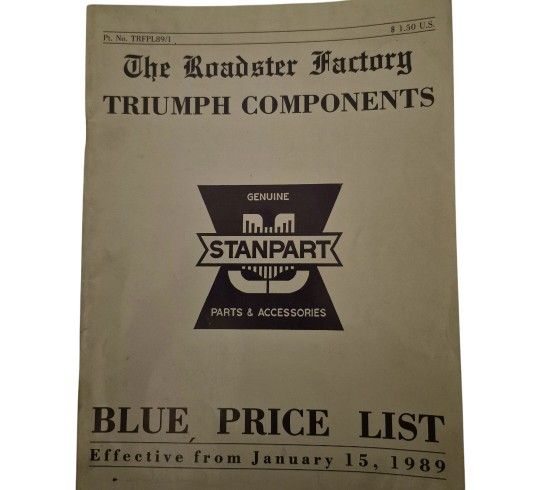 Pt. No. TRFPL89/1
$ 1.50 U.S.
The Roadster Factory
TRIUMPH COMPONENTS
GENUINE
STANPART
PARTS & ACCESSORIES
BLUE PRICE LIST
Effective from January 15, 1989